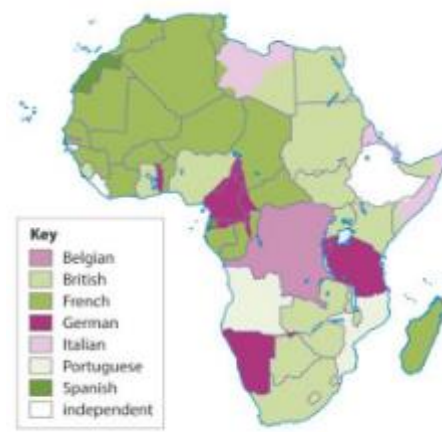 Key
Belgian
British
French
German
Italian
Portuguese
Spanish
independent